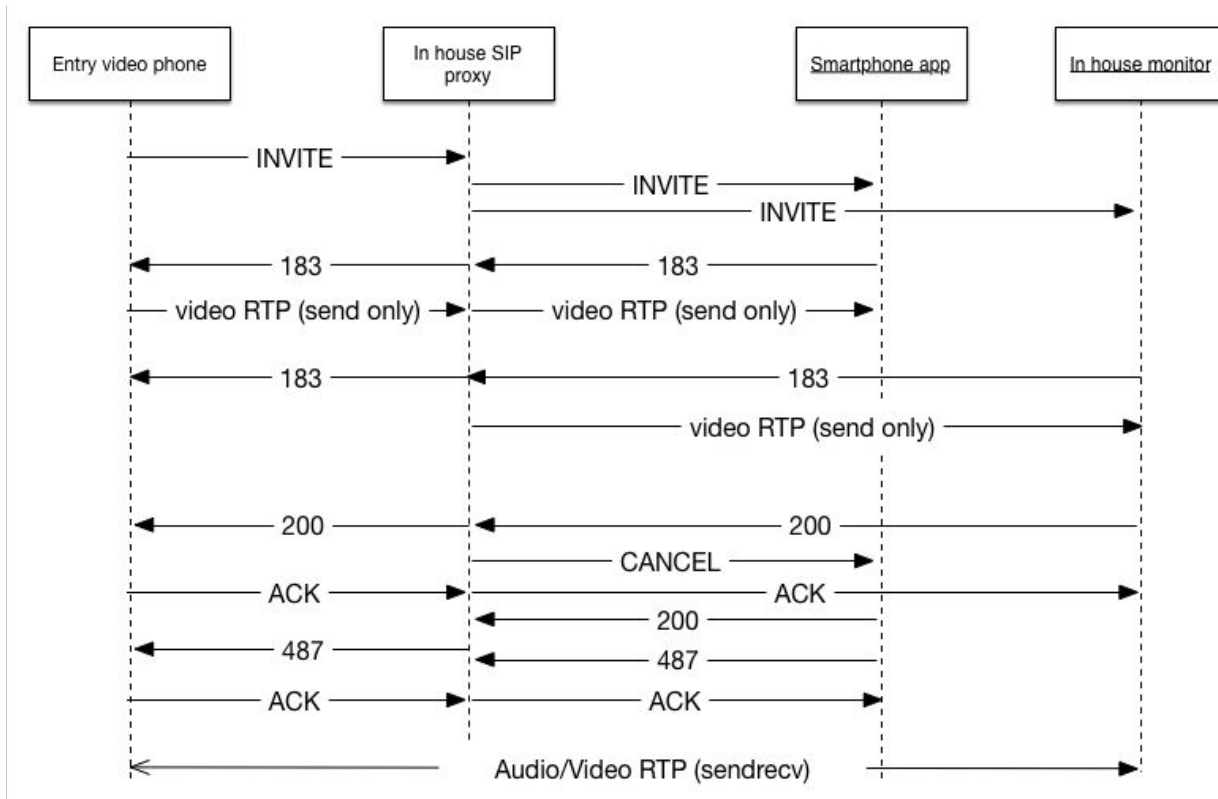 Entry video phone
In house SIP
proxy
Smartphone app
In house monitor
INVITE
INVITE
INVITE
183
183
video RTP (send only)
video RTP (send only)
183
183
video RTP (send only)
200
200
CANCEL
ACK
ACK
200
487
487
ACK
ACK
Audio/Video RTP (sendrecv)